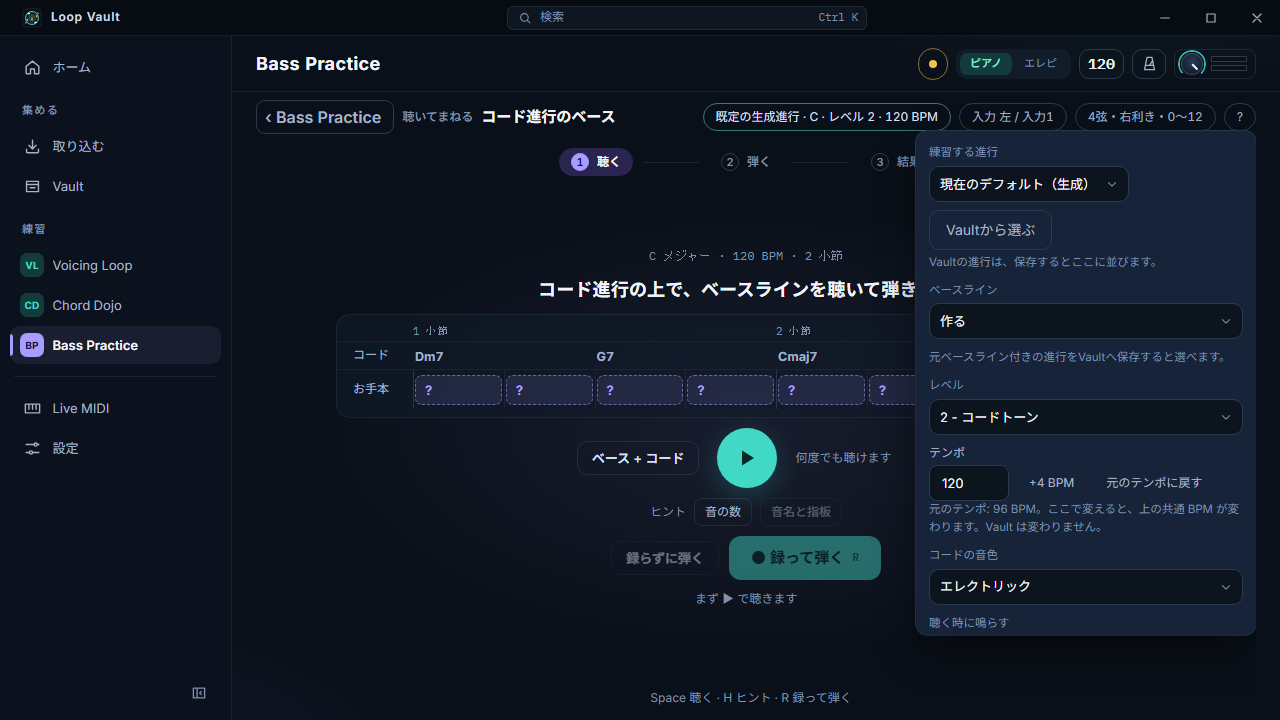 Loop Vault
検索
Ctrl K
ホーム
集める
取り込む
Vault
練習
VL Voicing Loop
CD Chord Dojo
BP Bass Practice
Live MIDI
設定
Bass Practice
ピアノ エレピ
120
‹ Bass Practice
聴いてまねる コード進行のベース
既定の生成進行 · C · レベル 2 · 120 BPM
入力 左 / 入力1
4弦・右利き・0〜12
?
1 聴く
2 弾く
3 結果
C メジャー · 120 BPM · 2 小節
コード進行の上で、ベースラインを聴いて弾き
1 小節
2 小節
コード Dm7 G7 Cmaj7
お手本 ? ? ? ? ? ?
ベース + コード
何度でも聴けます
ヒント 音の数 音名と指板
録らずに弾く
● 録って弾く R
まず ▶ で聴きます
Space 聴く · H ヒント · R 録って弾く
練習する進行
現在のデフォルト（生成）
Vaultから選ぶ
Vaultの進行は、保存するとここに並びます。
ベースライン
作る
元ベースライン付きの進行をVaultへ保存すると選べます。
レベル
2 - コードトーン
テンポ
120
+4 BPM
元のテンポに戻す
元のテンポ: 96 BPM。ここで変えると、上の共通 BPM が変
わります。Vault は変わりません。
コードの音色
エレクトリック
聴く時に鳴らす